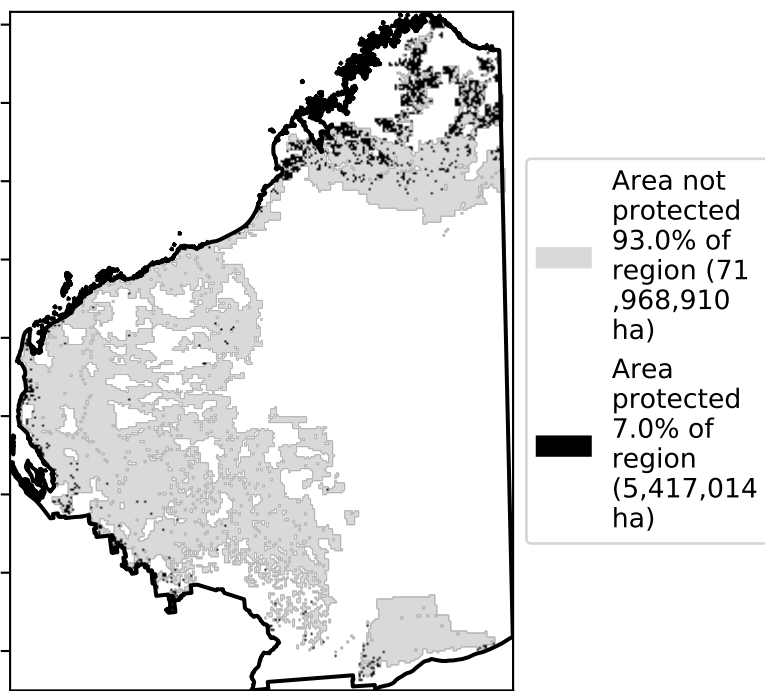 Area not
protected
93.0% of
region (71
,968,910
ha)
Area
protected
7.0% of
region
(5,417,014
ha)